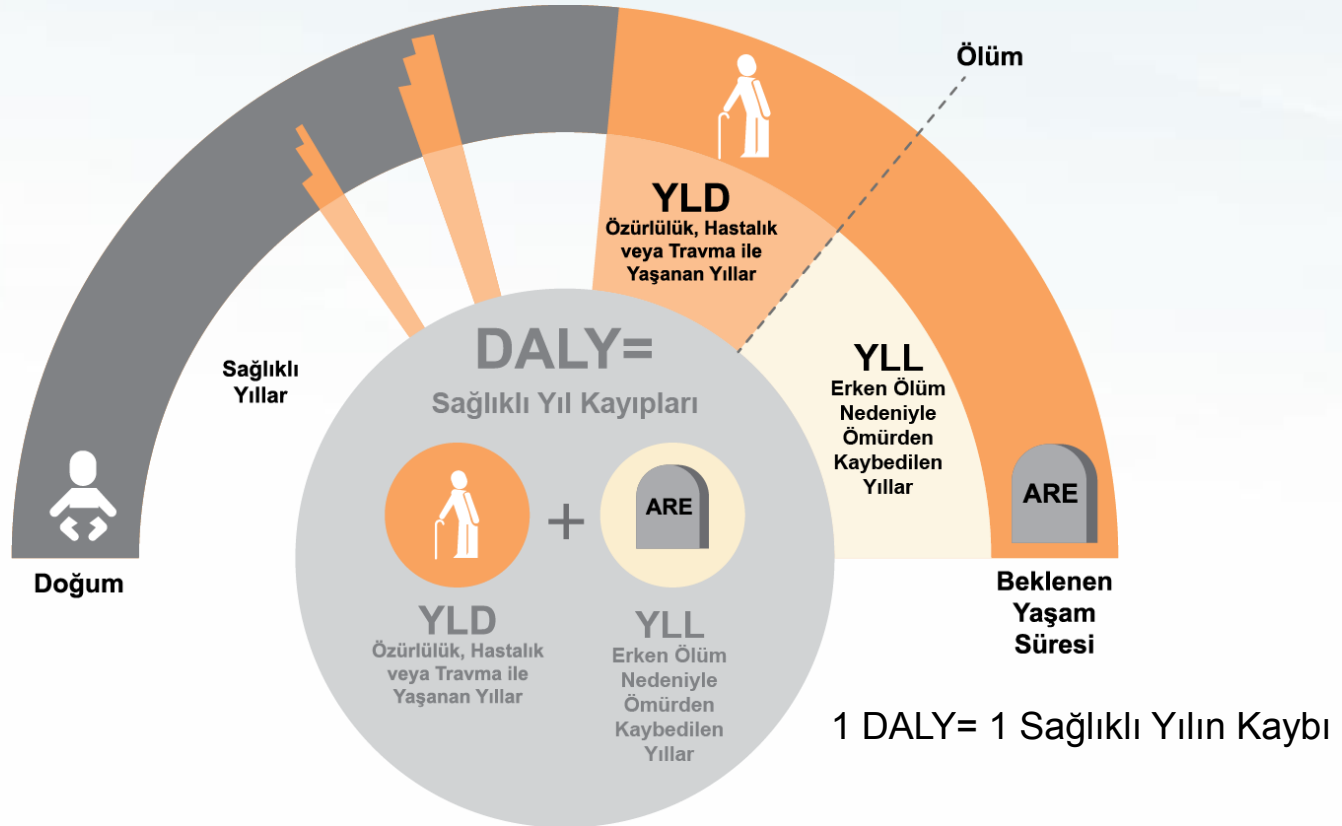 Ölüm
YLD
Özürlülük, Hastalık
veya Travma ile
Yaşanan Yıllar
Sağlıklı
Yıllar
YLL
Erken Ölüm
Nedeniyle
Ömürden
Kaybedilen
Yıllar
DALY=
Sağlıklı Yıl Kayıpları
+
ARE
YLD
Özürlülük, Hastalık
veya Travma ile
Yaşanan Yıllar
YLL
Erken Ölüm
Nedeniyle
Ömürden
Kaybedilen
Yıllar
ARE
Doğum
Beklenen
Yaşam
Süresi
1 DALY= 1 Sağlıklı Yılın Kaybı